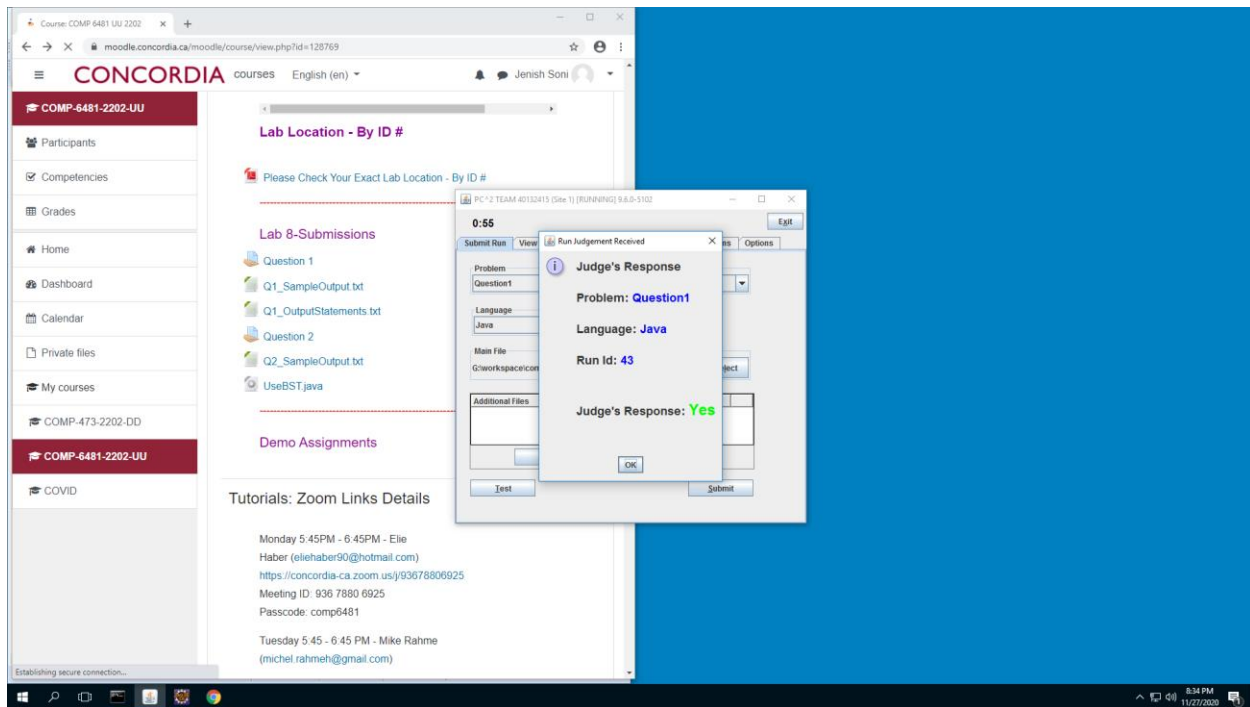 Course: COMP 6481 UU 2202
moodle.concordia.ca/moodle/course/view.php?id=128769
CONCORDIA courses English (en) Jenish Soni
COMP-6481-2202-UU
Participants
Competencies
Grades
Home
Dashboard
Calendar
Private files
My courses
COMP-473-2202-DD
COMP-6481-2202-UU
COVID
Lab Location - By ID #
Please Check Your Exact Lab Location - By ID #
Lab 8-Submissions
Question 1
Q1_SampleOutput.txt
Q1_OutputStatements.txt
Question 2
Q2_SampleOutput.txt
UseBST.java
Demo Assignments
Tutorials: Zoom Links Details
Monday 5:45PM - 6:45PM - Elie
Haber (eliehaber90@hotmail.com)
https://concordia-ca.zoom.us/j/93678806925
Meeting ID: 936 7880 6925
Passcode: comp6481
Tuesday 5:45 - 6:45 PM - Mike Rahme
(michel.rahmeh@gmail.com)
Establishing secure connection...
PC^2 TEAM 40132415 (Site 1) [RUNNING] 9.6.0-5102
0:55
Exit
Submit Run View ns Options
Problem
Question1
Language
Java
Main File
G:\workspace\con
elect
Additional Files
Test
Submit
Run Judgement Received
Judge's Response
Problem: Question1
Language: Java
Run Id: 43
Judge's Response: Yes
OK
8:34 PM
11/27/2020